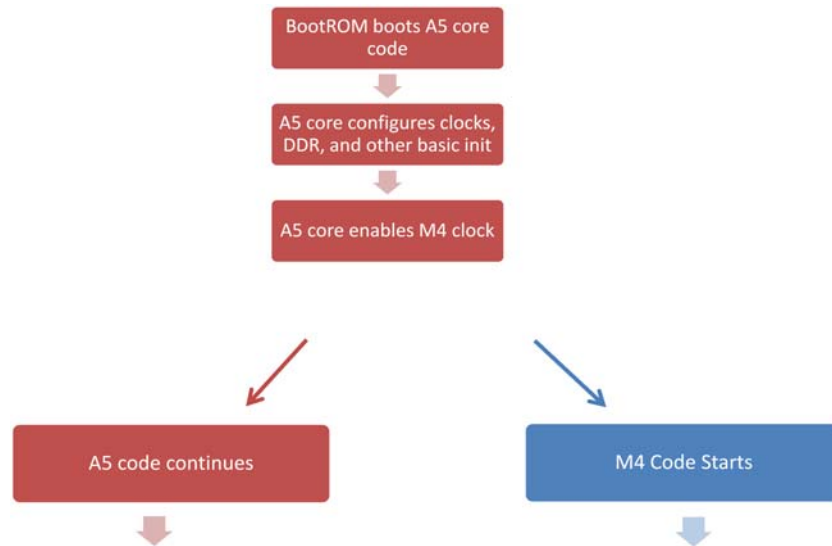 BootROM boots A5 core
code
A5 core configures clocks,
DDR, and other basic init
A5 core enables M4 clock
A5 code continues
M4 Code Starts